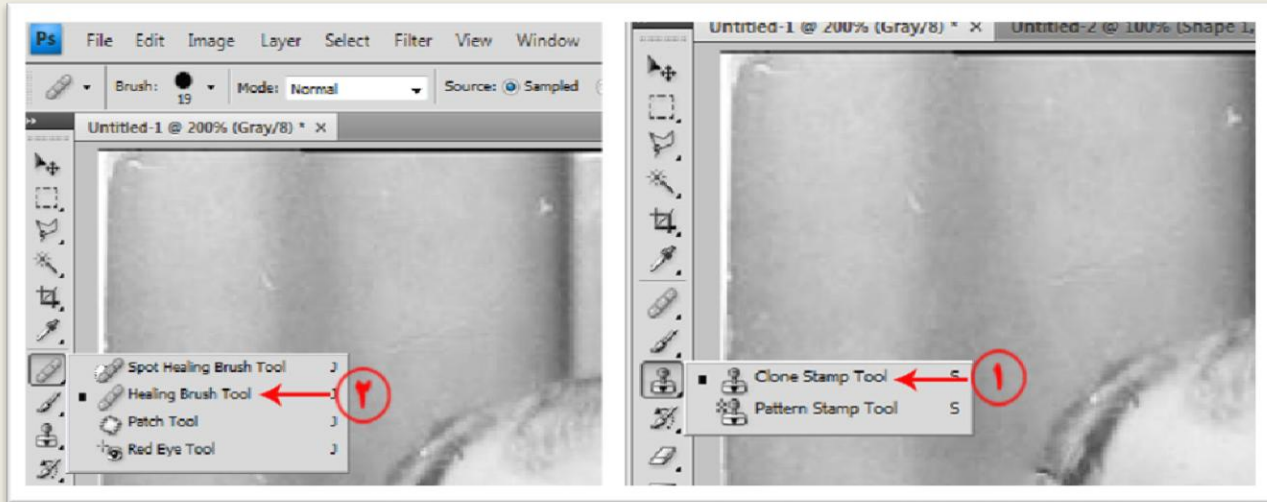 Ps File Edit Image Layer Select Filter View Window
Brush: 19 Mode: Normal Source: Sampled
Untitled-1 @ 200% (Gray/8) * ×
Spot Healing Brush Tool J
Healing Brush Tool J
۲
Patch Tool J
Red Eye Tool J
Untitled-1 @ 200% (Gray/8) * × Untitled-2 @ 100% (Shape 1,
Clone Stamp Tool S
۱
Pattern Stamp Tool S